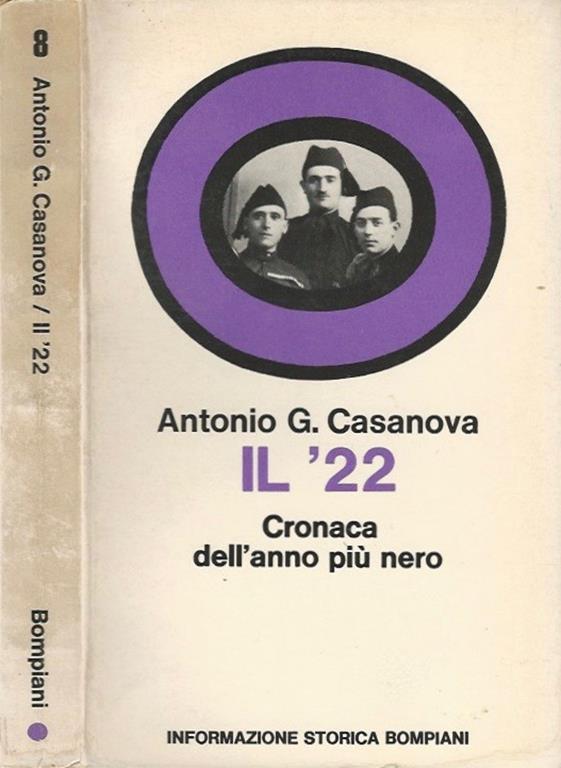 8
Antonio G. Casanova / Il '22
Bompiani
Antonio G. Casanova
IL '22
Cronaca
dell'anno più nero
INFORMAZIONE STORICA BOMPIANI